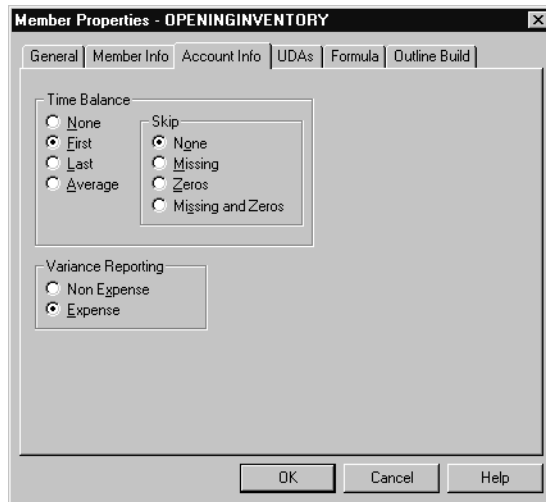 Member Properties - OPENINGINVENTORY
General Member Info Account Info UDAs Formula Outline Build
Time Balance
None
First
Last
Average
Skip
None
Missing
Zeros
Missing and Zeros
Variance Reporting
Non Expense
Expense
OK Cancel Help